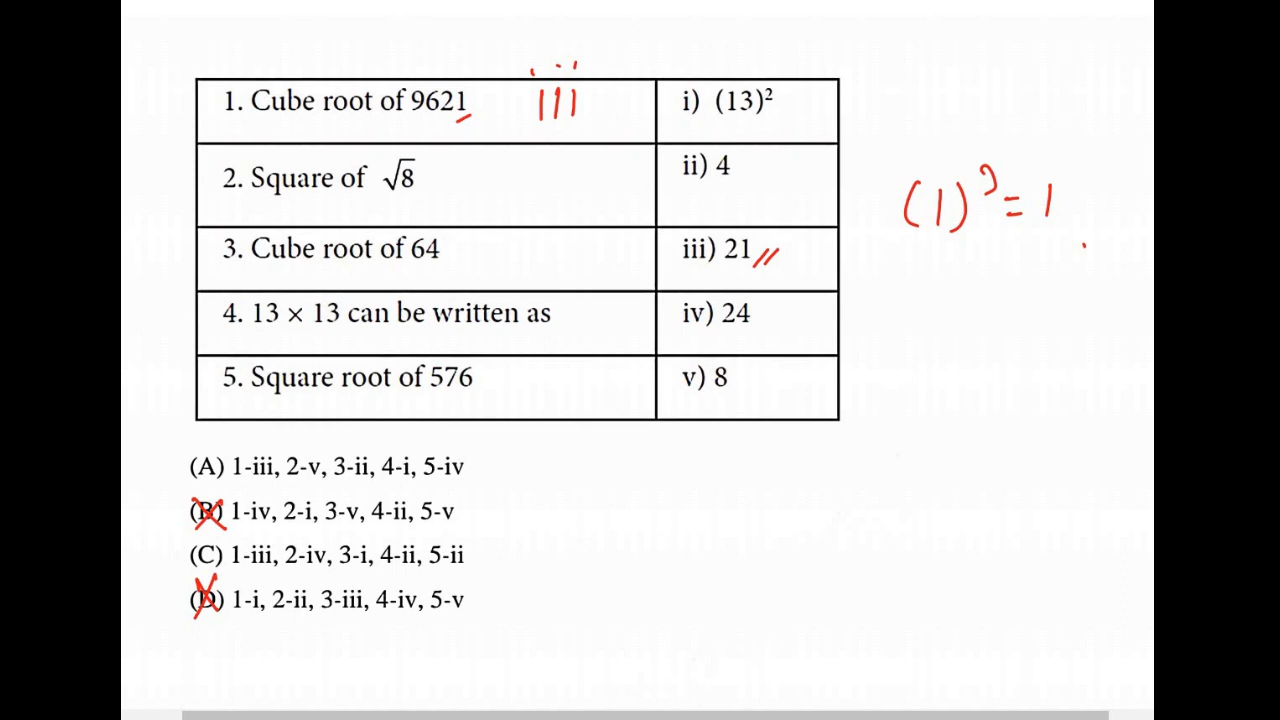 1. Cube root of 9621 iii i) (13)²
2. Square of √8 ii) 4
3. Cube root of 64 iii) 21
4. 13 × 13 can be written as iv) 24
5. Square root of 576 v) 8
(1)³ = 1
(A) 1-iii, 2-v, 3-ii, 4-i, 5-iv
(B) 1-iv, 2-i, 3-v, 4-ii, 5-v
(C) 1-iii, 2-iv, 3-i, 4-ii, 5-ii
(D) 1-i, 2-ii, 3-iii, 4-iv, 5-v